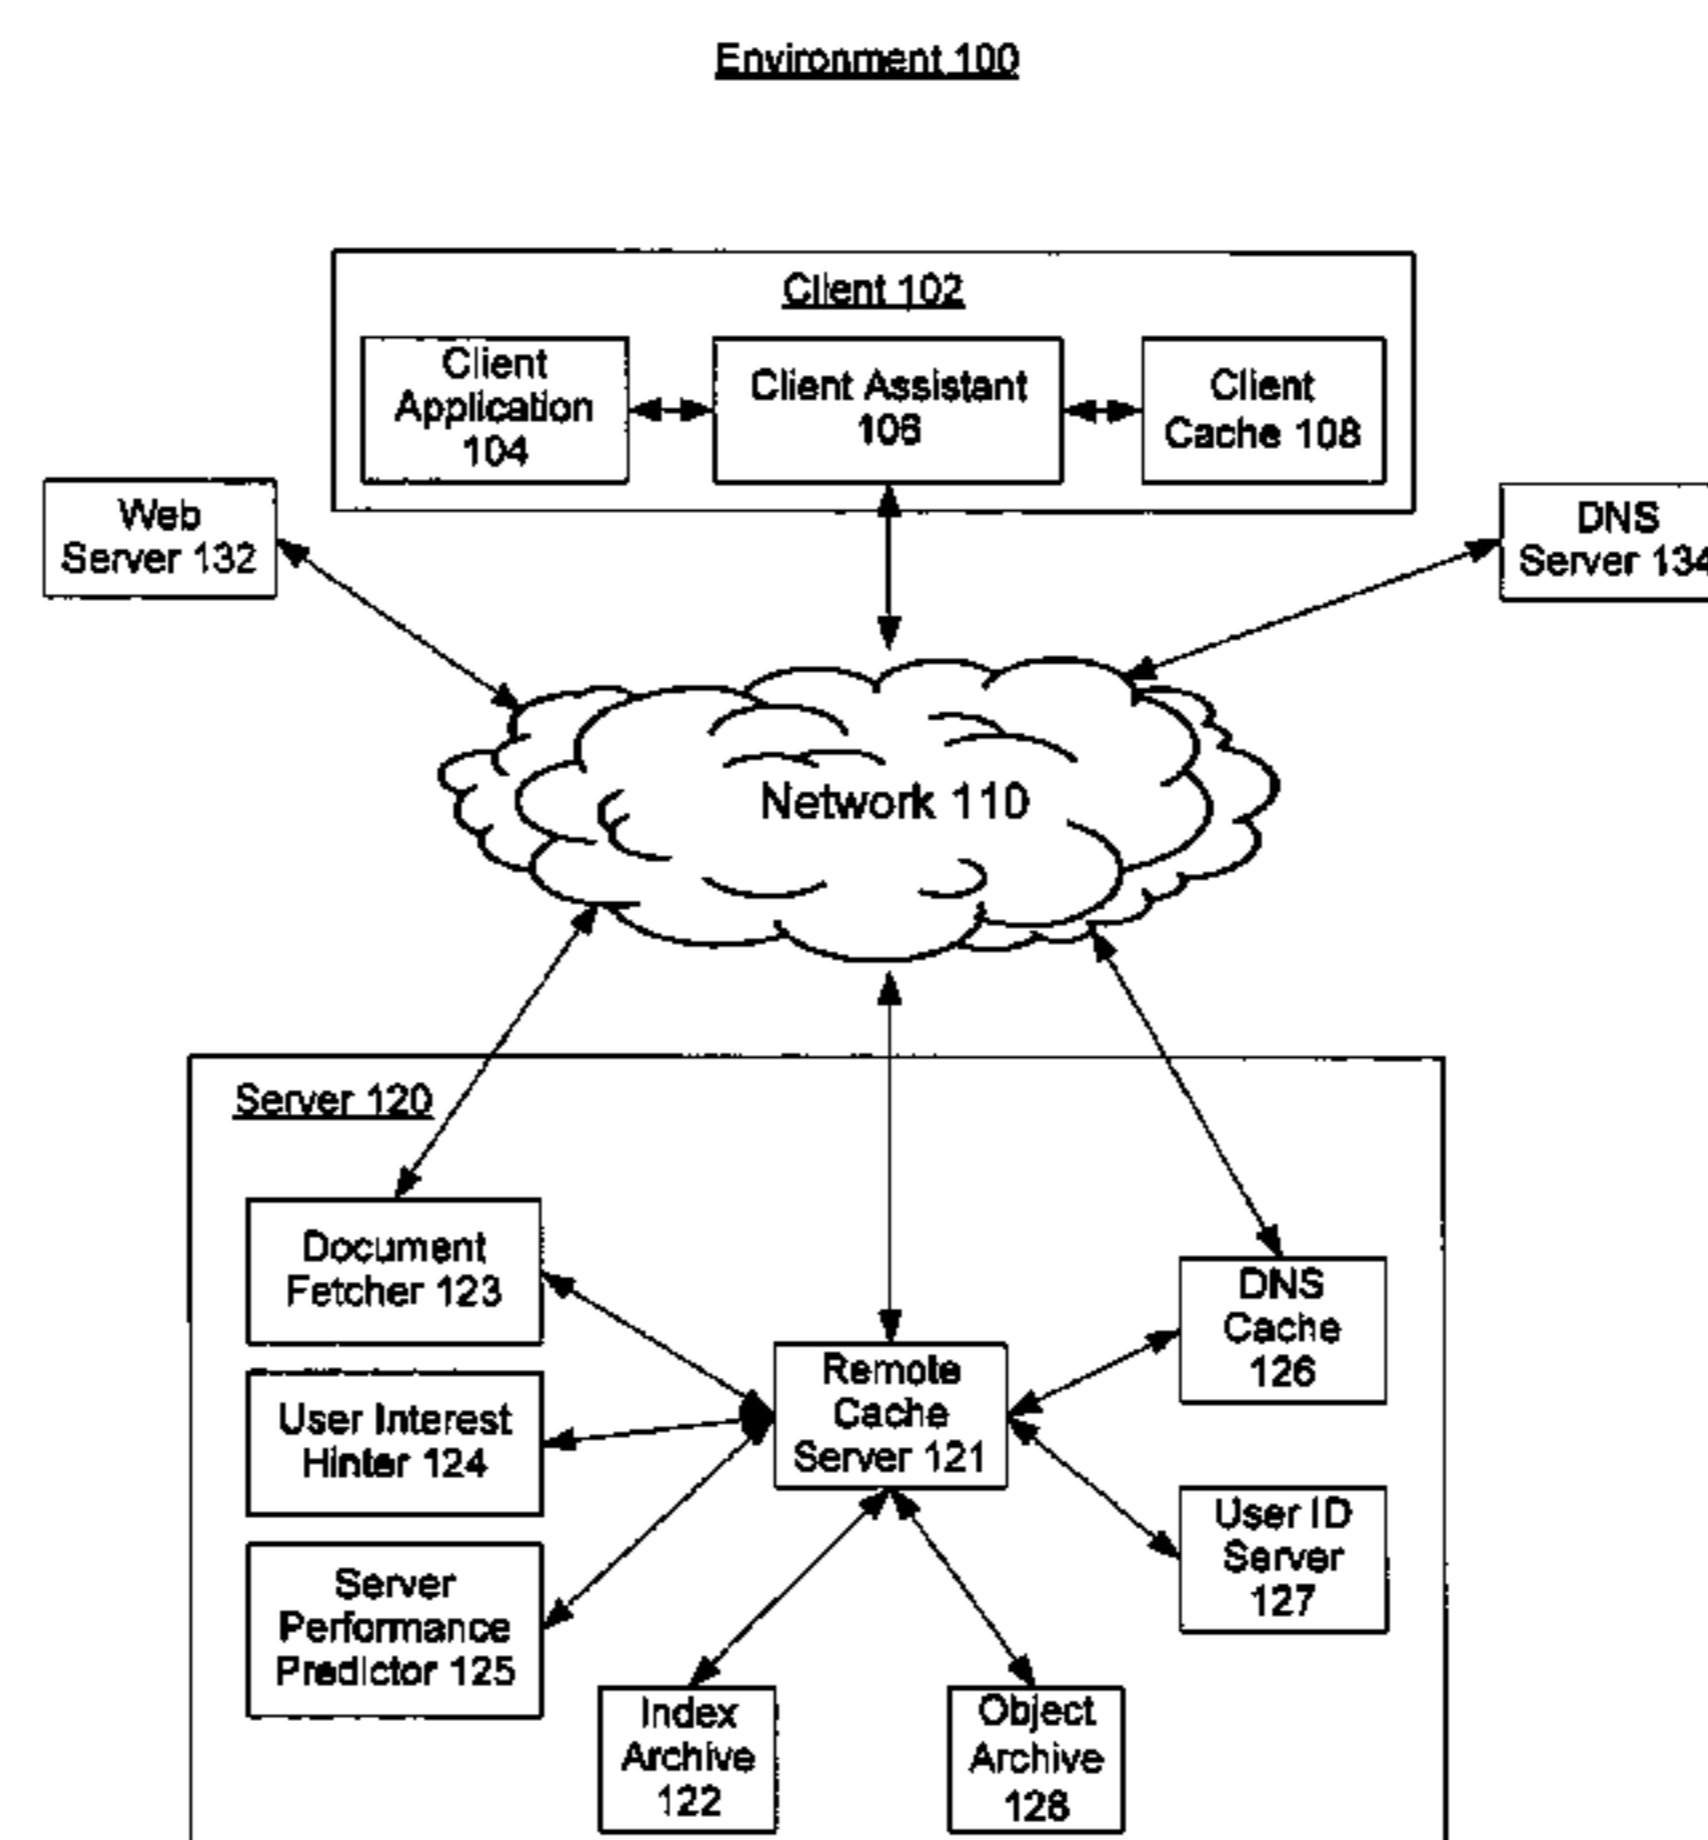 Environment 100
Client 102
Client
Application
104
Client Assistant
106
Client
Cache 108
Web
Server 132
DNS
Server 134
Network 110
Server 120
Document
Fetcher 123
DNS
Cache
126
Remote
Cache
Server 121
User Interest
Hinter 124
User ID
Server
127
Server
Performance
Predictor 125
Index
Archive
122
Object
Archive
128